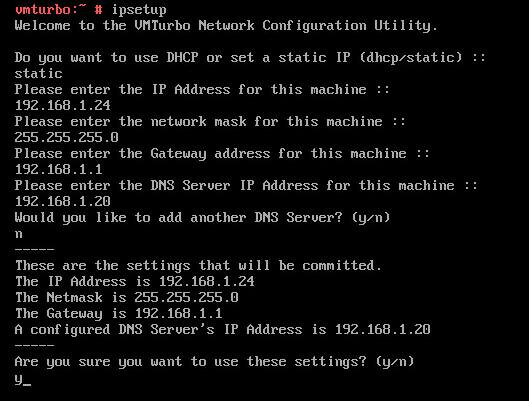 vmturbo:~ # ipsetup
Welcome to the VMTurbo Network Configuration Utility.
Do you want to use DHCP or set a static IP (dhcp/static) ::
static
Please enter the IP Address for this machine ::
192.168.1.24
Please enter the network mask for this machine ::
255.255.255.0
Please enter the Gateway address for this machine ::
192.168.1.1
Please enter the DNS Server IP Address for this machine ::
192.168.1.20
Would you like to add another DNS Server? (y/n)
n
-----
These are the settings that will be committed.
The IP Address is 192.168.1.24
The Netmask is 255.255.255.0
The Gateway is 192.168.1.1
A configured DNS Server's IP Address is 192.168.1.20
-----
Are you sure you want to use these settings? (y/n)
y_